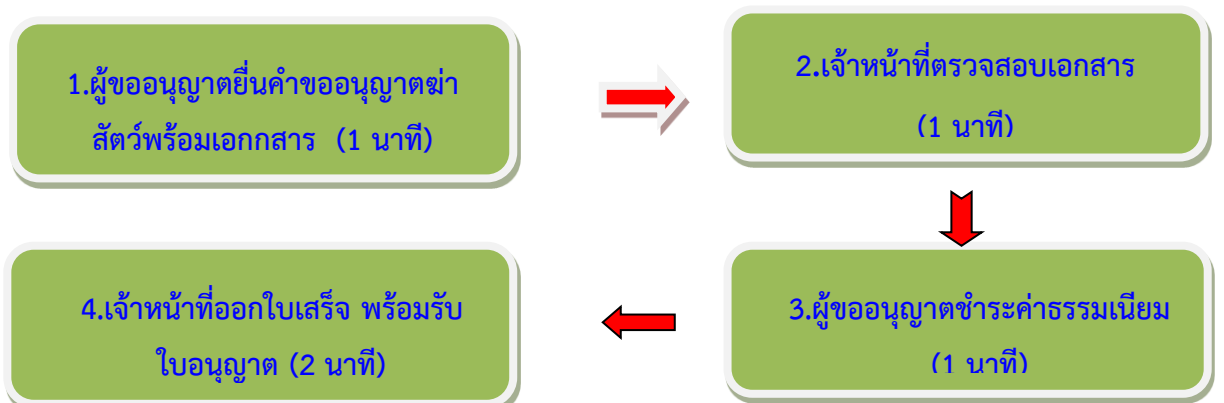 1.ผู้ขออนุญาตยื่นคำขออนุญาตฆ่า
สัตว์พร้อมเอกกสาร (1 นาที)
2.เจ้าหน้าที่ตรวจสอบเอกสาร
(1 นาที)
3.ผู้ขออนุญาตชำระค่าธรรมเนียม
(1 นาที)
4.เจ้าหน้าที่ออกใบเสร็จ พร้อมรับ
ใบอนุญาต (2 นาที)